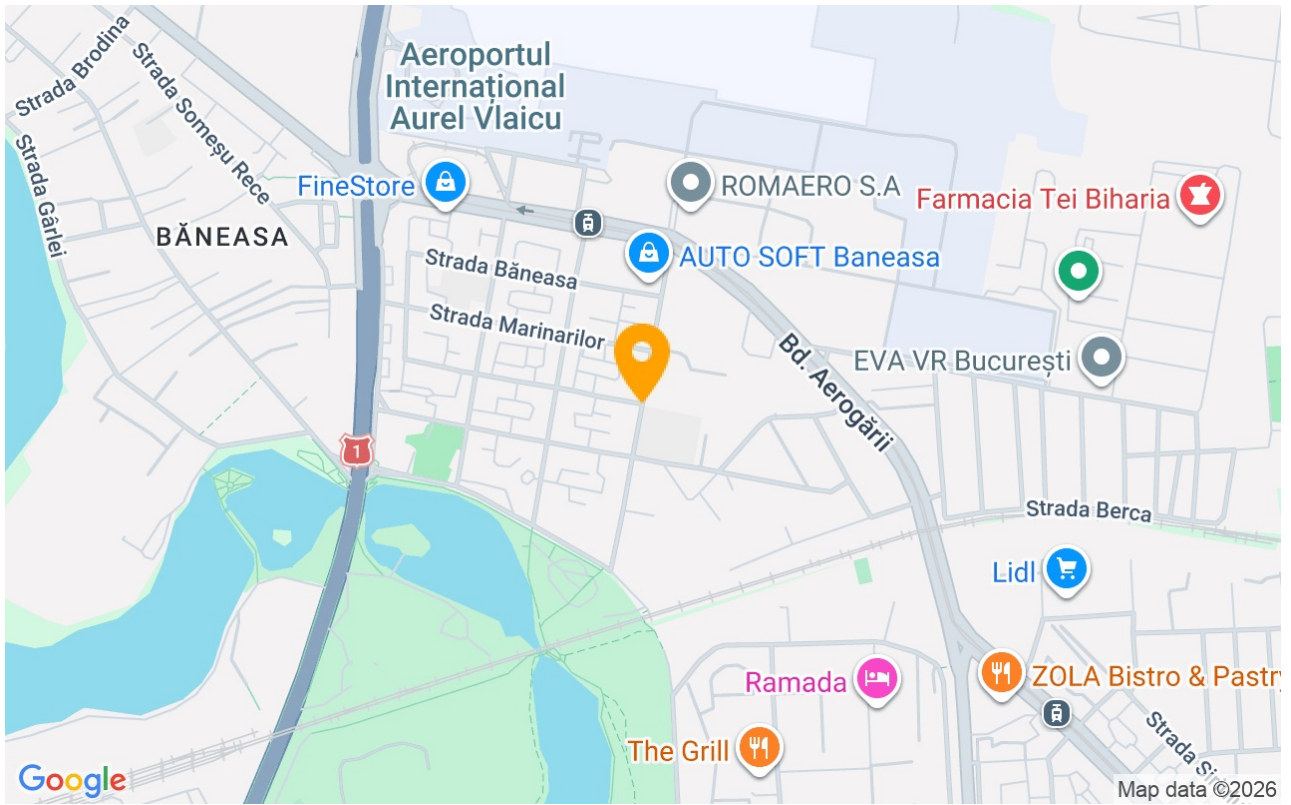 Strada Brodina
Strada Someșu Rece
Strada Gârlei
Aeroportul
Internațional
Aurel Vlaicu
FineStore
ROMAERO S.A
Farmacia Tei Biharia
BĂNEASA
Strada Băneasa
AUTO SOFT Baneasa
Strada Marinarilor
Bd. Aerogării
EVA VR București
1
Strada Berca
Lidl
Ramada
ZOLA Bistro & Pastry
The Grill
Strada
Google
Map data ©2026